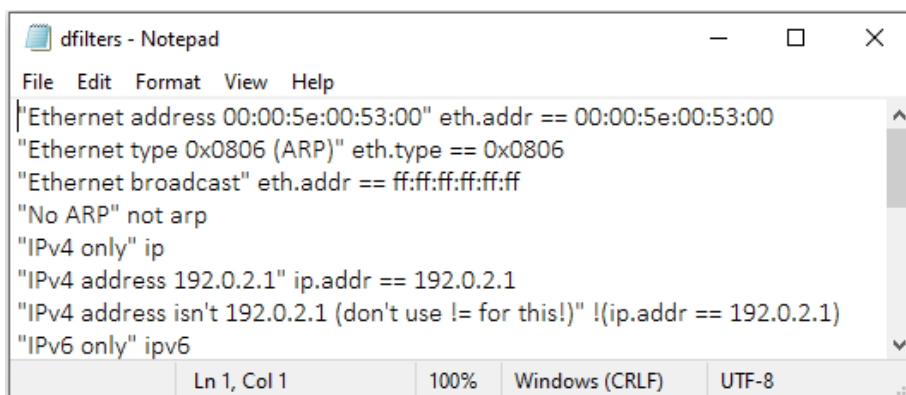 dfilters - Notepad
File Edit Format View Help
"Ethernet address 00:00:5e:00:53:00" eth.addr == 00:00:5e:00:53:00
"Ethernet type 0x0806 (ARP)" eth.type == 0x0806
"Ethernet broadcast" eth.addr == ff:ff:ff:ff:ff:ff
"No ARP" not arp
"IPv4 only" ip
"IPv4 address 192.0.2.1" ip.addr == 192.0.2.1
"IPv4 address isn't 192.0.2.1 (don't use != for this!)" !(ip.addr == 192.0.2.1)
"IPv6 only" ipv6
Ln 1, Col 1 100% Windows (CRLF) UTF-8